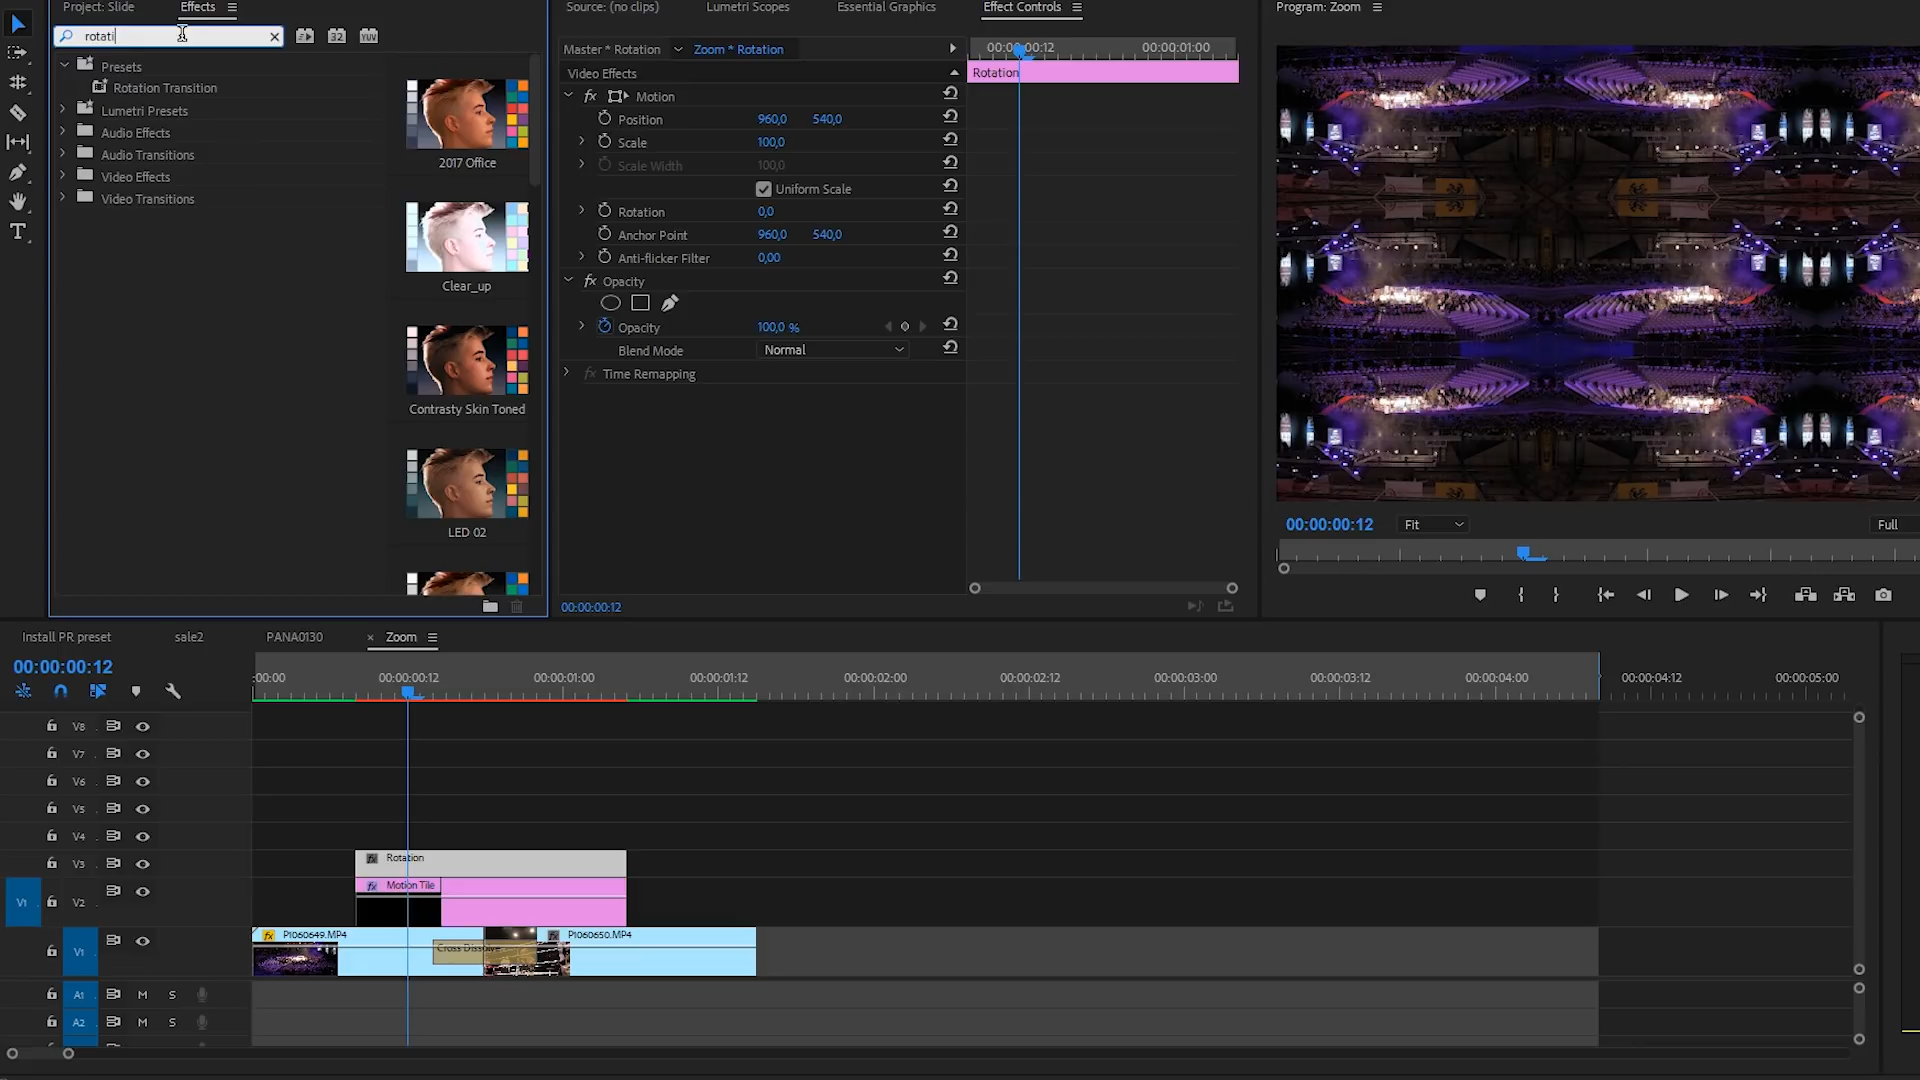 Project: Slide
Effects
rotati
Presets
Rotation Transition
Lumetri Presets
Audio Effects
Audio Transitions
Video Effects
Video Transitions
2017 Office
Clear_up
Contrasty Skin Toned
LED 02
32
YUV
Source: (no clips)
Lumetri Scopes
Essential Graphics
Effect Controls
Master * Rotation
Zoom * Rotation
Video Effects
fx Motion
Position 960,0 540,0
Scale 100,0
Scale Width 100,0
Uniform Scale
Rotation 0,0
Anchor Point 960,0 540,0
Anti-flicker Filter 0,00
fx Opacity
Opacity 100,0 %
Blend Mode Normal
fx Time Remapping
00:00:00:12 00:00:01:00
Rotation
00:00:00:12
Program: Zoom
00:00:00:12 Fit Full
Install PR preset
sale2
PANA0130
× Zoom
00:00:00:12
:00:00 00:00:00:12 00:00:01:00 00:00:01:12 00:00:02:00 00:00:02:12 00:00:03:00 00:00:03:12 00:00:04:00 00:00:04:12 00:00:05:00
V8
V7
V6
V5
V4
V3 fx Rotation
V1 V2 fx Motion Tile
V1 fx P1060649.MP4 Cross Dissolve fx P1060650.MP4
A1 M S
A2 M S